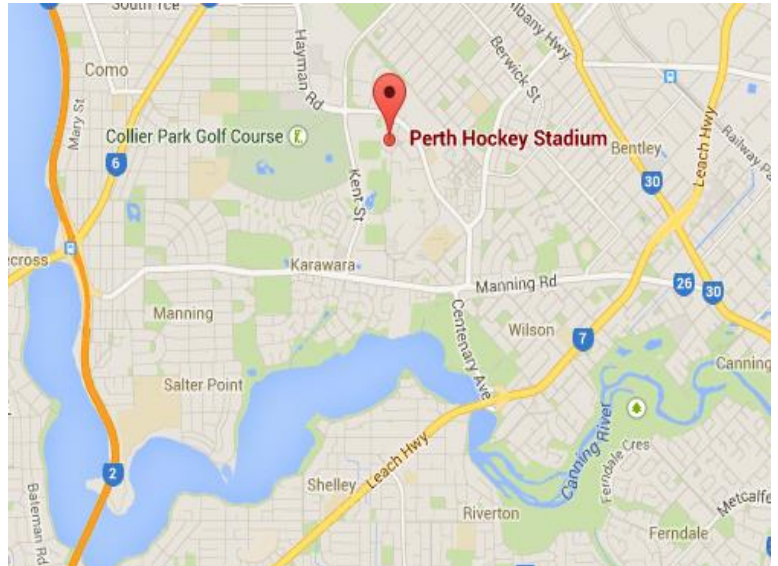 South Tce
Albany Hwy
Como
Hayman Rd
Berwick St
Mary St
Collier Park Golf Course
Perth Hockey Stadium
Bentley
Leach Hwy
Railway Pa
6
Kent St
30
ecross
Karawara
Manning Rd
26
30
Manning
Centenary Ave
Wilson
7
Canning
Salter Point
2
Leach Hwy
Canning River
Ferndale Cres
Shelley
Bateman Rd
Riverton
Metcalfe
Ferndale